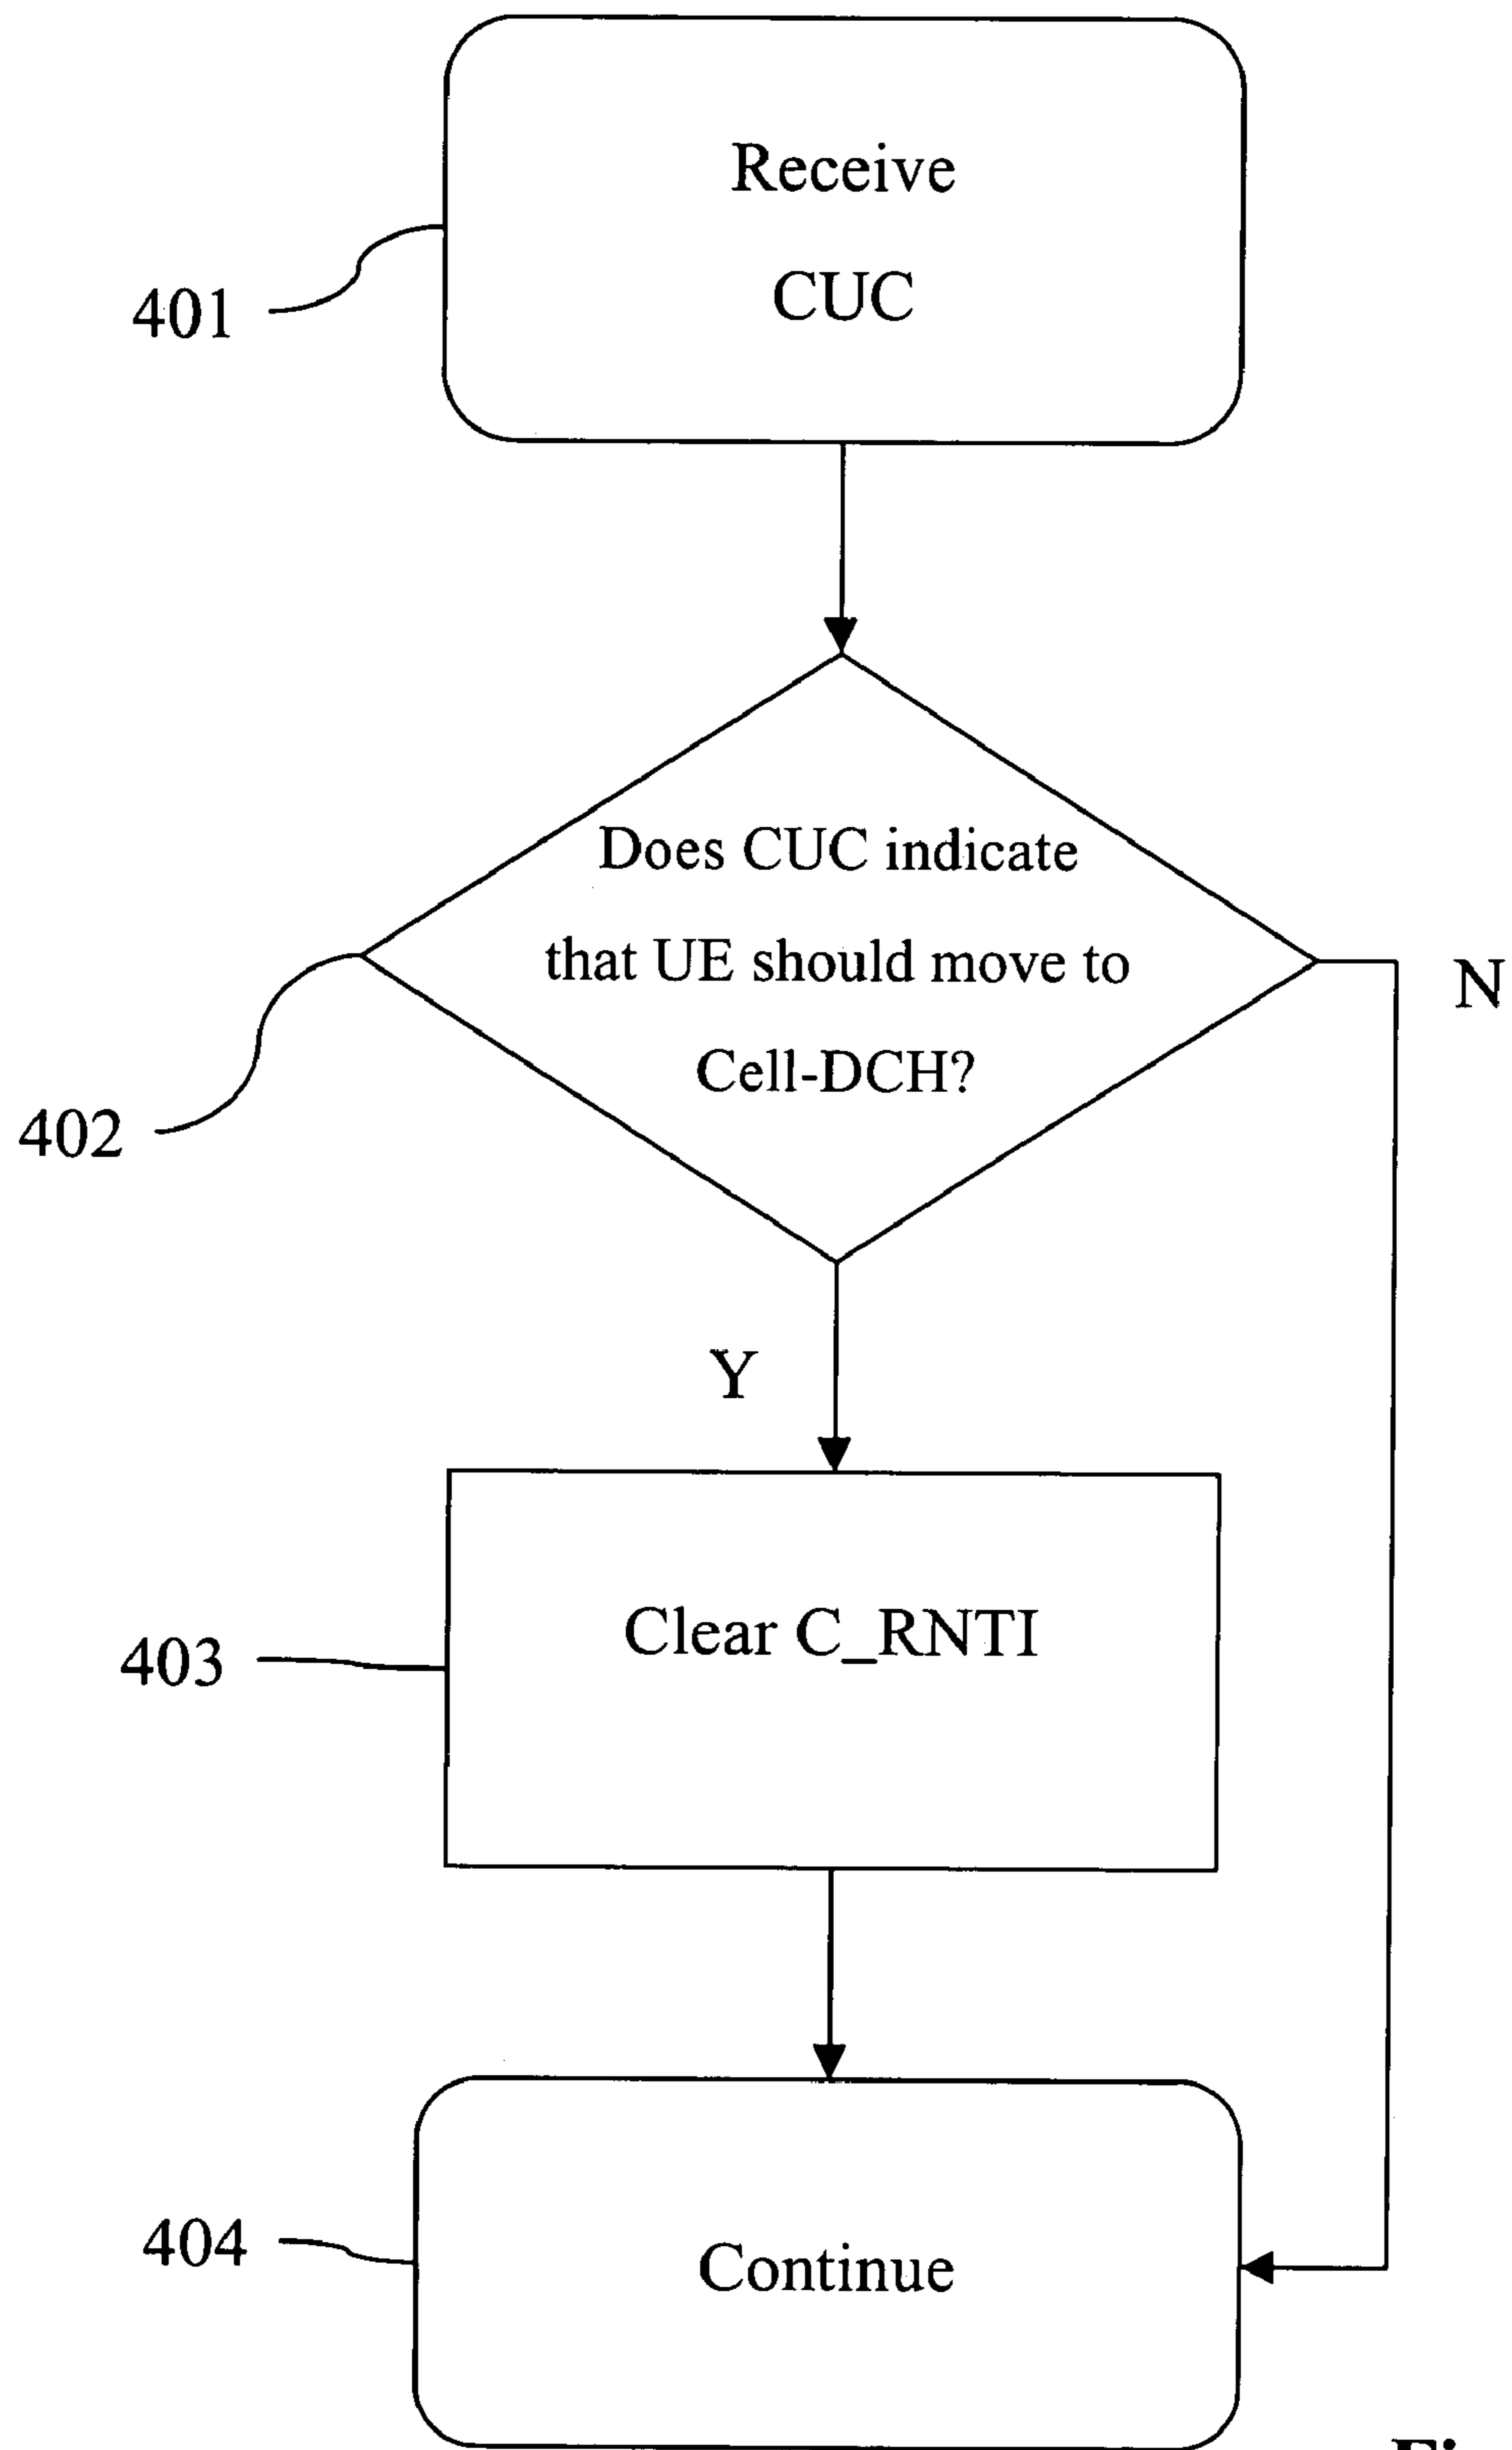 Receive
CUC
401
Does CUC indicate
that UE should move to
Cell-DCH?
N
402
Y
Clear C_RNTI
403
404
Continue